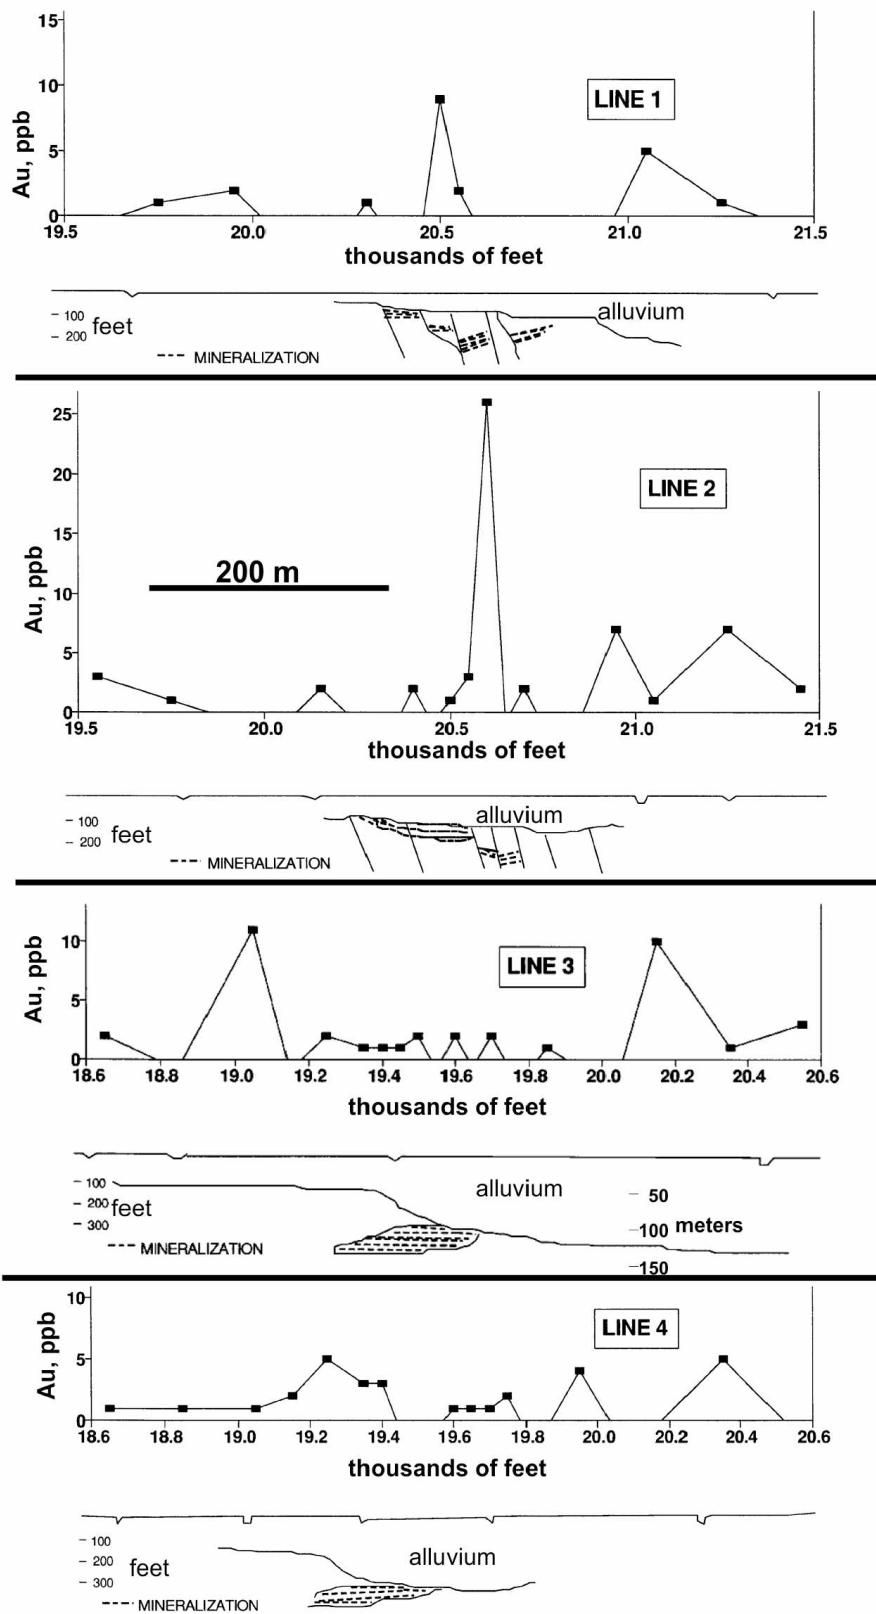 15
10
5
0
Au, ppb
LINE 1
19.5 20.0 20.5 21.0 21.5
thousands of feet
100
200
feet
alluvium
MINERALIZATION
25
20
15
10
5
0
Au, ppb
LINE 2
200 m
19.5 20.0 20.5 21.0 21.5
thousands of feet
100
200
feet
alluvium
MINERALIZATION
10
5
0
Au, ppb
LINE 3
18.6 18.8 19.0 19.2 19.4 19.6 19.8 20.0 20.2 20.4 20.6
thousands of feet
100
200
300
feet
alluvium
50
100 meters
150
MINERALIZATION
10
5
0
Au, ppb
LINE 4
18.6 18.8 19.0 19.2 19.4 19.6 19.8 20.0 20.2 20.4 20.6
thousands of feet
100
200
300
feet
alluvium
MINERALIZATION